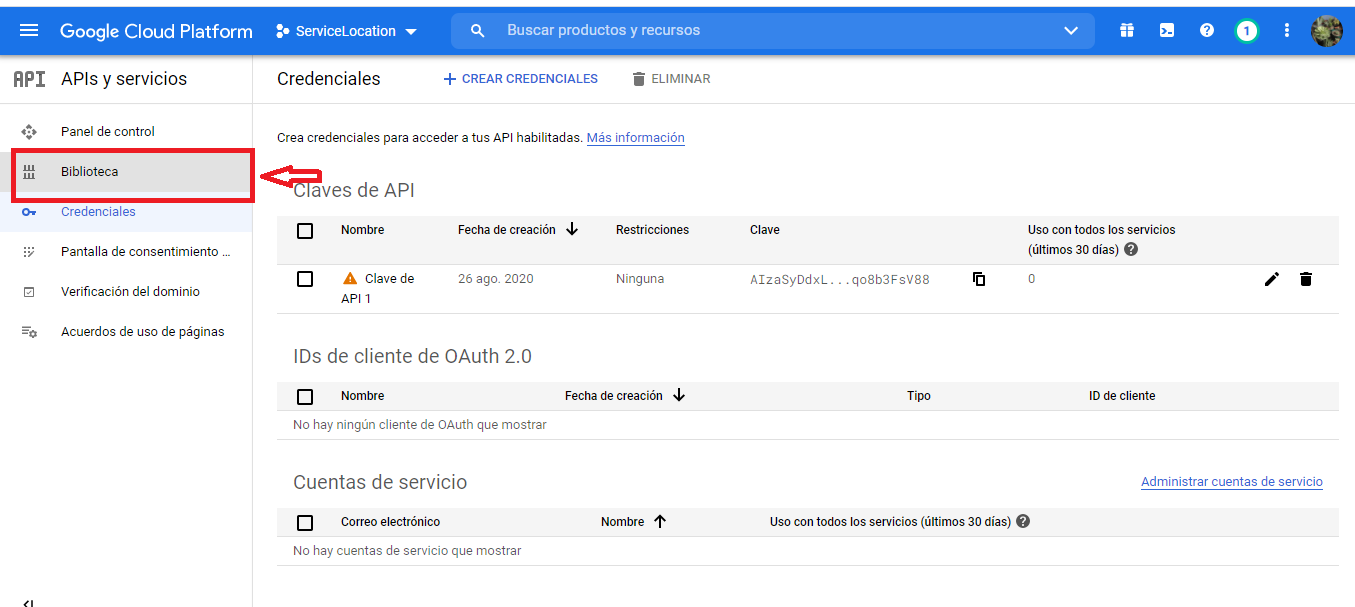 Google Cloud Platform
ServiceLocation
Buscar productos y recursos
1
API
APIs y servicios
Credenciales
CREAR CREDENCIALES
ELIMINAR
Panel de control
Biblioteca
Credenciales
Pantalla de consentimiento ...
Verificación del dominio
Acuerdos de uso de páginas
Crea credenciales para acceder a tus API habilitadas. Más información
Claves de API
Nombre Fecha de creación Restricciones Clave Uso con todos los servicios
(últimos 30 días)
Clave de 26 ago. 2020 Ninguna AIzaSyDdxL...qo8b3FsV88 0
API 1
IDs de cliente de OAuth 2.0
Nombre Fecha de creación Tipo ID de cliente
No hay ningún cliente de OAuth que mostrar
Cuentas de servicio
Administrar cuentas de servicio
Correo electrónico Nombre Uso con todos los servicios (últimos 30 días)
No hay cuentas de servicio que mostrar